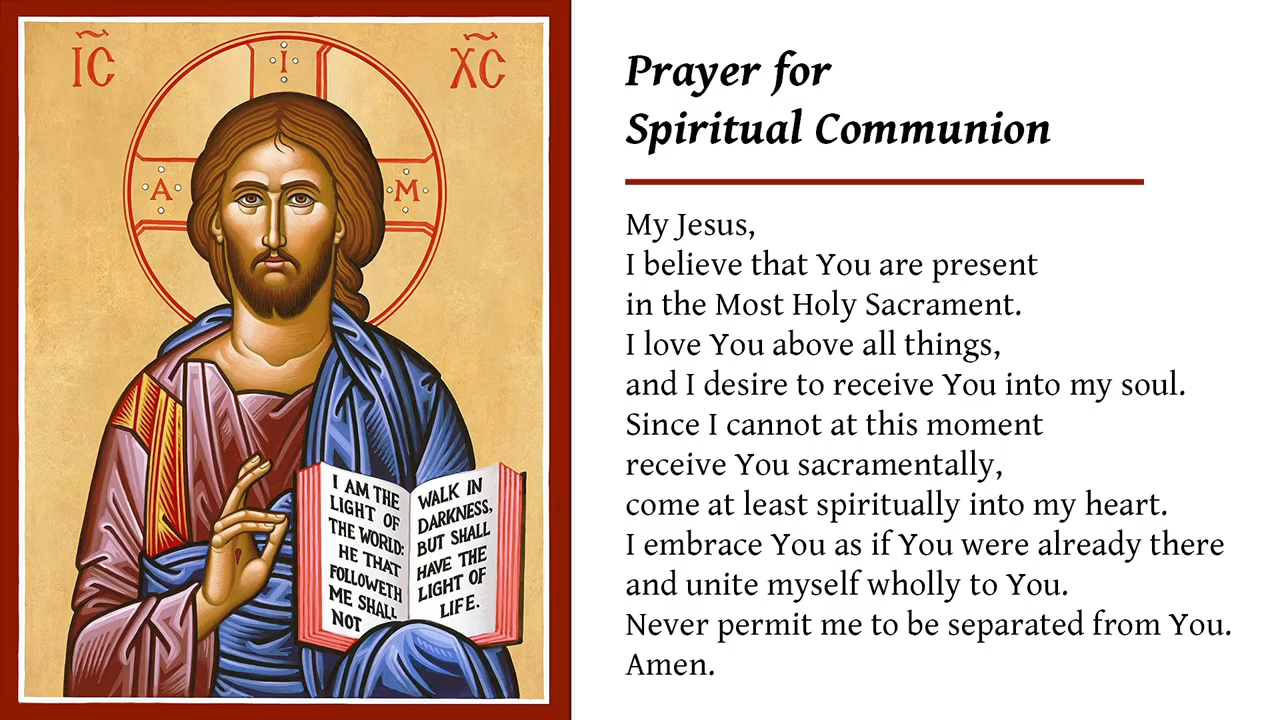 IC XC
I
A M
I AM THE
LIGHT OF
THE WORLD:
HE THAT
FOLLOWETH
ME SHALL
NOT
WALK IN
DARKNESS,
BUT SHALL
HAVE THE
LIGHT OF
LIFE.
Prayer for
Spiritual Communion
My Jesus,
I believe that You are present
in the Most Holy Sacrament.
I love You above all things,
and I desire to receive You into my soul.
Since I cannot at this moment
receive You sacramentally,
come at least spiritually into my heart.
I embrace You as if You were already there
and unite myself wholly to You.
Never permit me to be separated from You.
Amen.